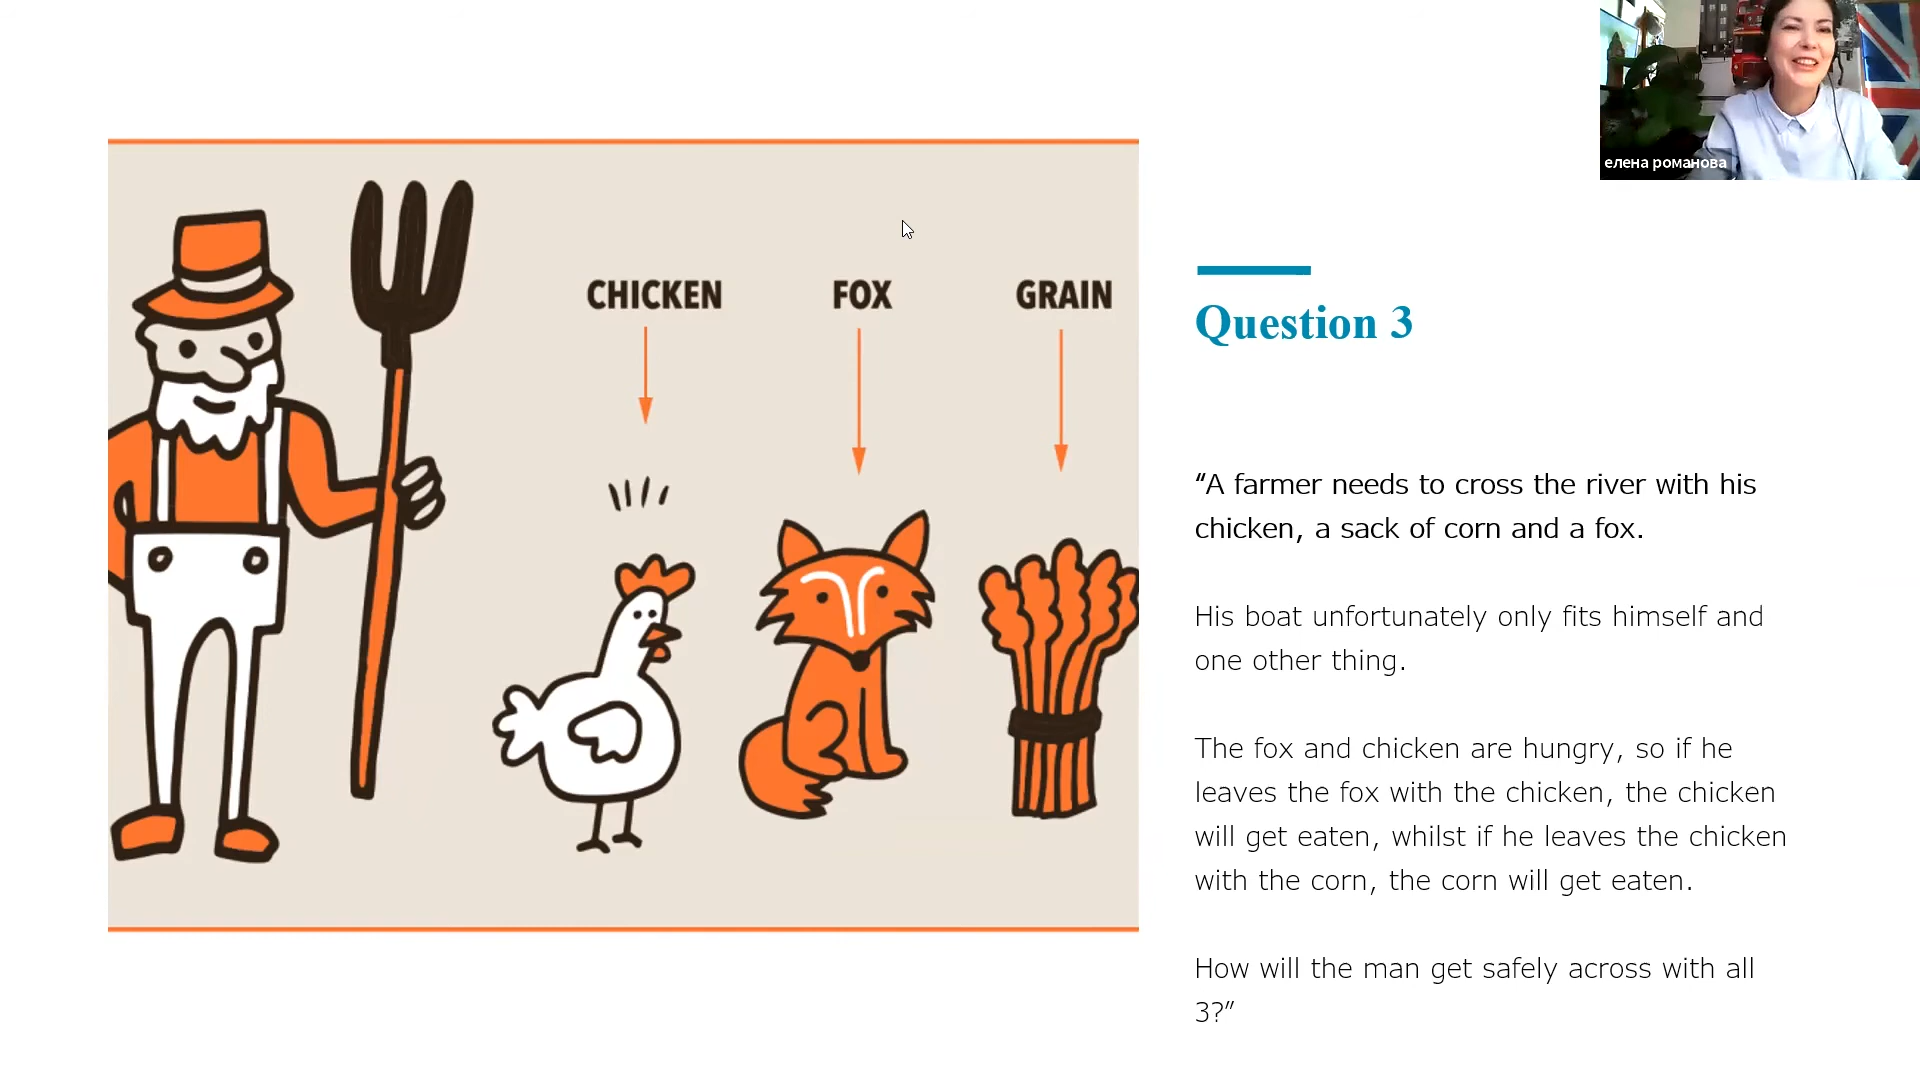 елена романова
CHICKEN
FOX
GRAIN
Question 3
“A farmer needs to cross the river with his
chicken, a sack of corn and a fox.
His boat unfortunately only fits himself and
one other thing.
The fox and chicken are hungry, so if he
leaves the fox with the chicken, the chicken
will get eaten, whilst if he leaves the chicken
with the corn, the corn will get eaten.
How will the man get safely across with all
3?”